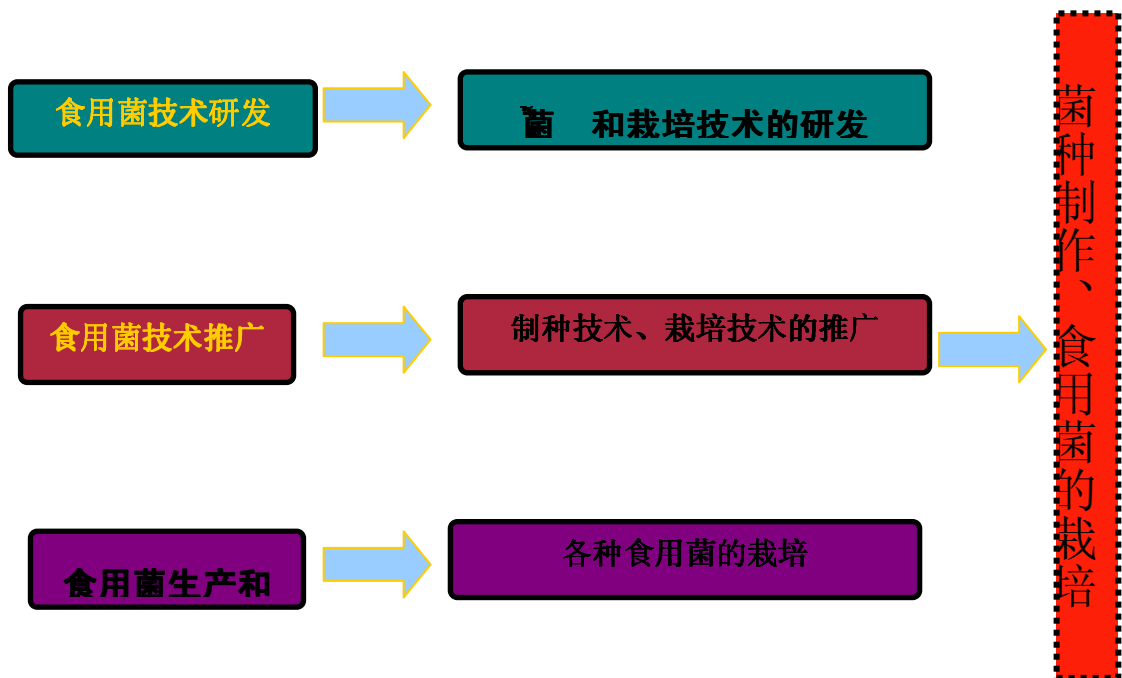 食用菌技术研发
菌 和栽培技术的研发
食用菌技术推广
制种技术、栽培技术的推广
食用菌生产和
各种食用菌的栽培
菌种制作、食用菌的栽培